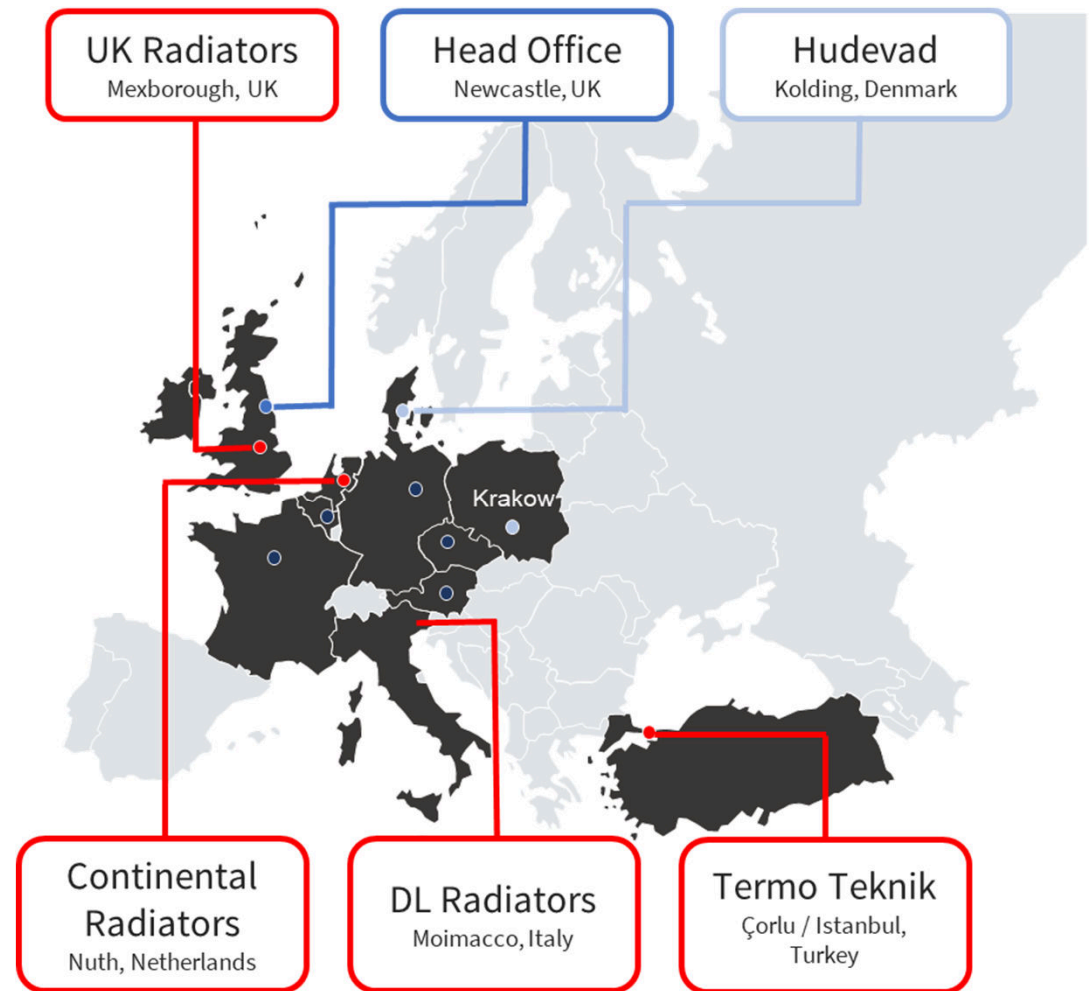 UK Radiators
Mexborough, UK
Head Office
Newcastle, UK
Hudevad
Kolding, Denmark
Krakow
Continental
Radiators
Nuth, Netherlands
DL Radiators
Moimacco, Italy
Termo Teknik
Çorlu / Istanbul,
Turkey